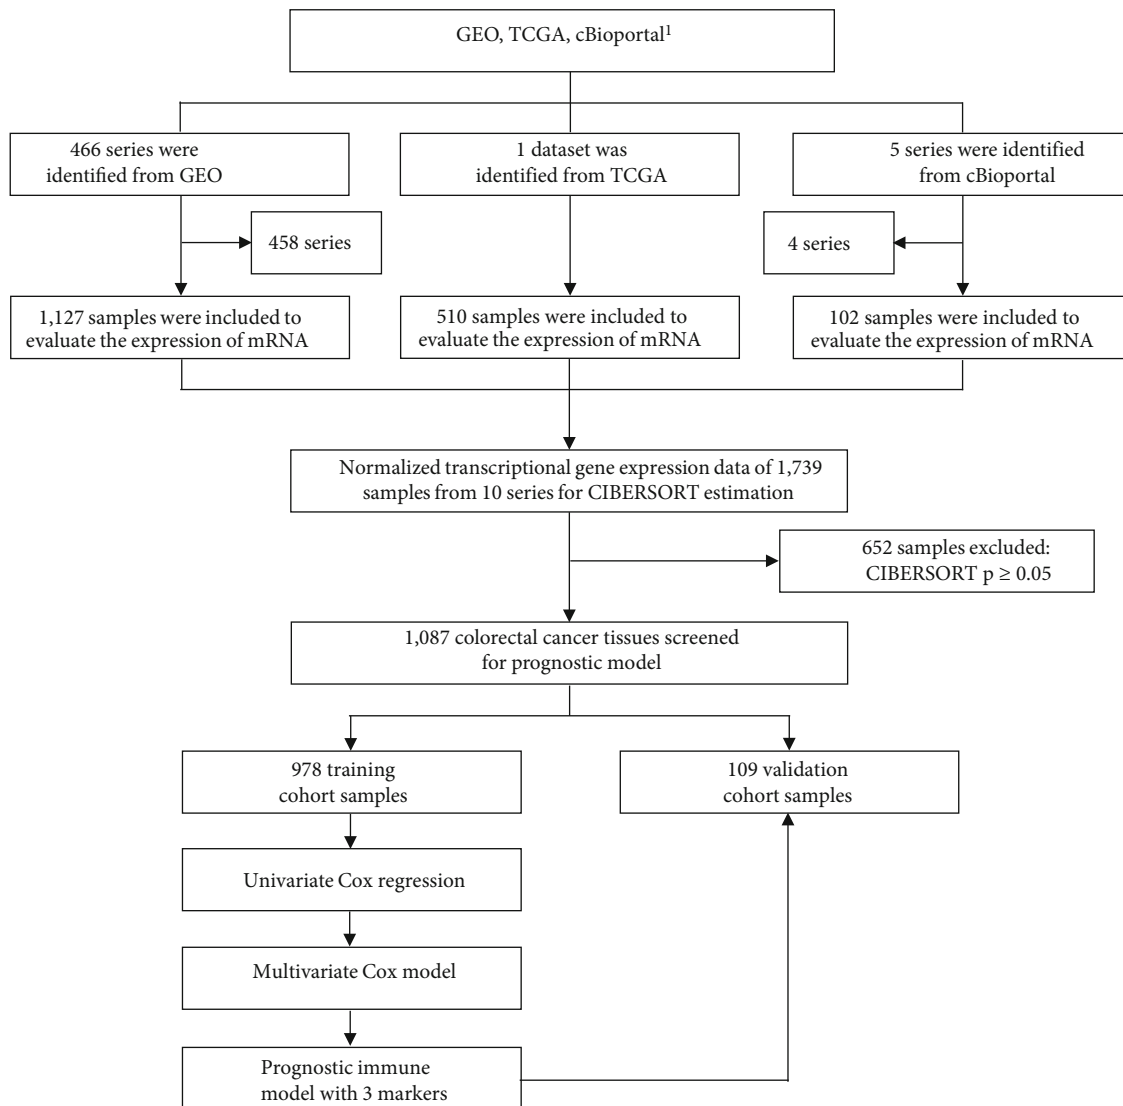 GEO, TCGA, cBioportal¹
466 series were
identified from GEO
1 dataset was
identified from TCGA
5 series were identified
from cBioportal
458 series
4 series
1,127 samples were included to
evaluate the expression of mRNA
510 samples were included to
evaluate the expression of mRNA
102 samples were included to
evaluate the expression of mRNA
Normalized transcriptional gene expression data of 1,739
samples from 10 series for CIBERSORT estimation
652 samples excluded:
CIBERSORT p ≥ 0.05
1,087 colorectal cancer tissues screened
for prognostic model
978 training
cohort samples
109 validation
cohort samples
Univariate Cox regression
Multivariate Cox model
Prognostic immune
model with 3 markers